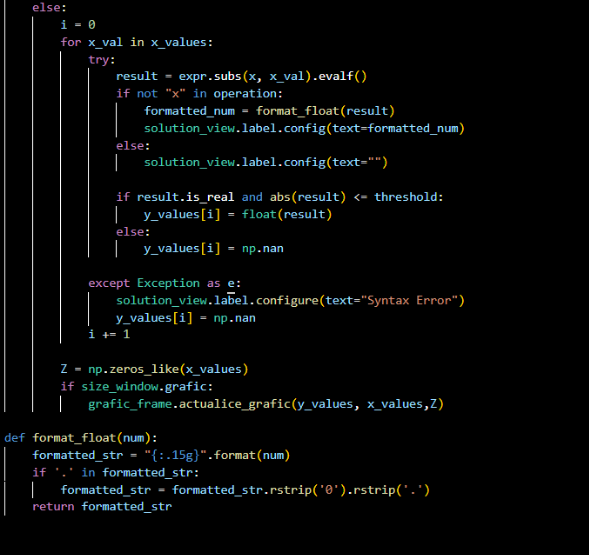 else:
i = 0
for x_val in x_values:
try:
result = expr.subs(x, x_val).evalf()
if not "x" in operation:
formatted_num = format_float(result)
solution_view.label.config(text=formatted_num)
else:
solution_view.label.config(text="")
if result.is_real and abs(result) <= threshold:
y_values[i] = float(result)
else:
y_values[i] = np.nan
except Exception as e:
solution_view.label.configure(text="Syntax Error")
y_values[i] = np.nan
i += 1
Z = np.zeros_like(x_values)
if size_window.grafic:
grafic_frame.actualice_grafic(y_values, x_values,Z)
def format_float(num):
formatted_str = "{:.15g}".format(num)
if '.' in formatted_str:
formatted_str = formatted_str.rstrip('0').rstrip('.')
return formatted_str